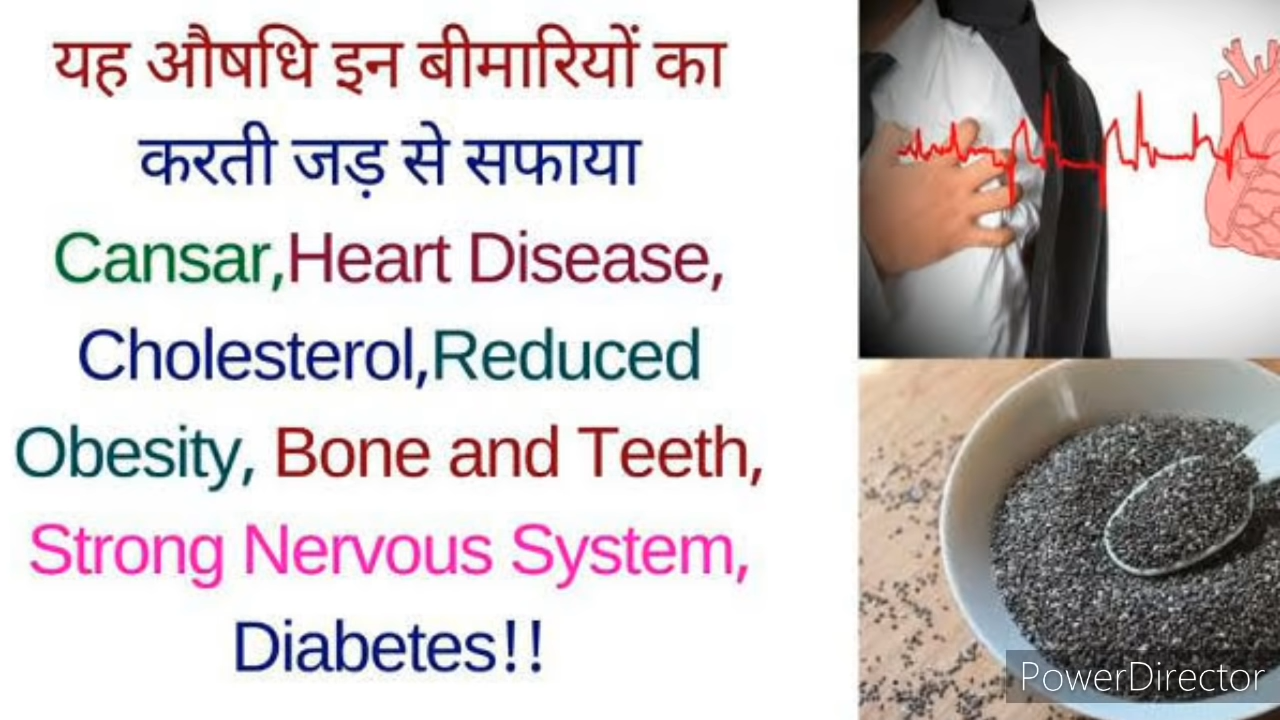 यह औषधि इन बीमारियों का
करती जड़ से सफाया
Cansar,Heart Disease,
Cholesterol,Reduced
Obesity, Bone and Teeth,
Strong Nervous System,
Diabetes!!
PowerDirector